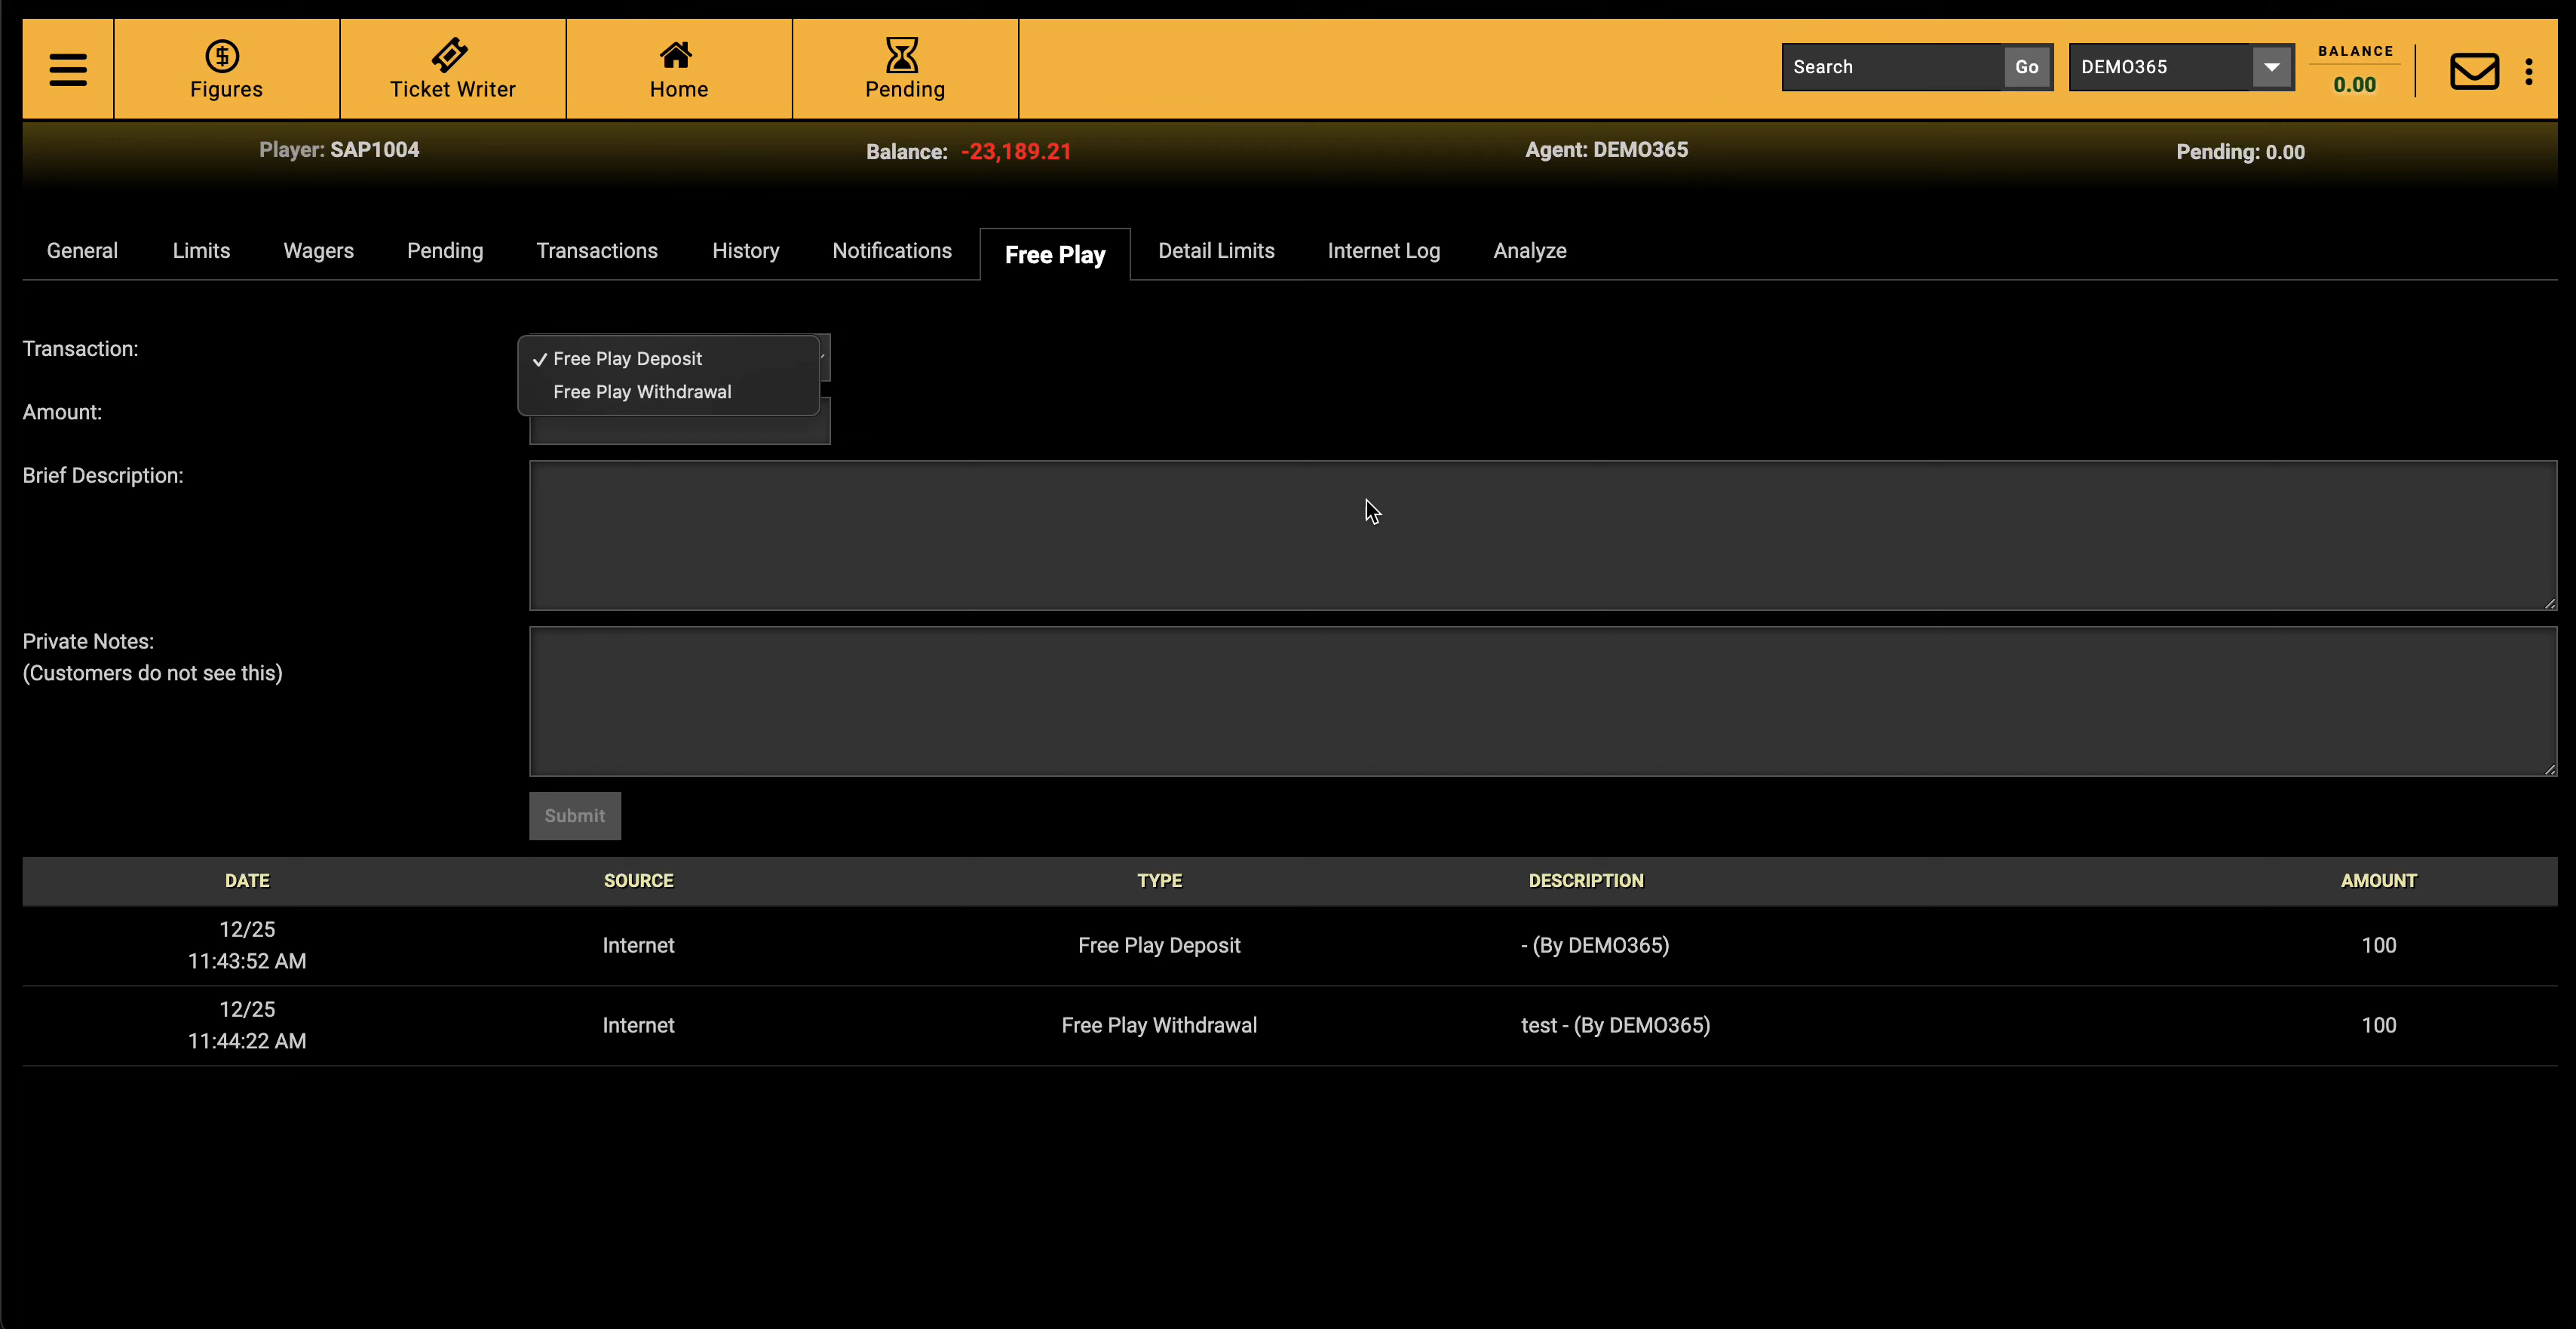 Figures
Ticket Writer
Home
Pending
Search
Go
DEMO365
BALANCE
0.00
Player: SAP1004
Balance: -23,189.21
Agent: DEMO365
Pending: 0.00
General
Limits
Wagers
Pending
Transactions
History
Notifications
Free Play
Detail Limits
Internet Log
Analyze
Transaction:
✓ Free Play Deposit
Free Play Withdrawal
Amount:
Brief Description:
Private Notes:
(Customers do not see this)
Submit
DATE SOURCE TYPE DESCRIPTION AMOUNT
12/25
11:43:52 AM Internet Free Play Deposit - (By DEMO365) 100
12/25
11:44:22 AM Internet Free Play Withdrawal test - (By DEMO365) 100